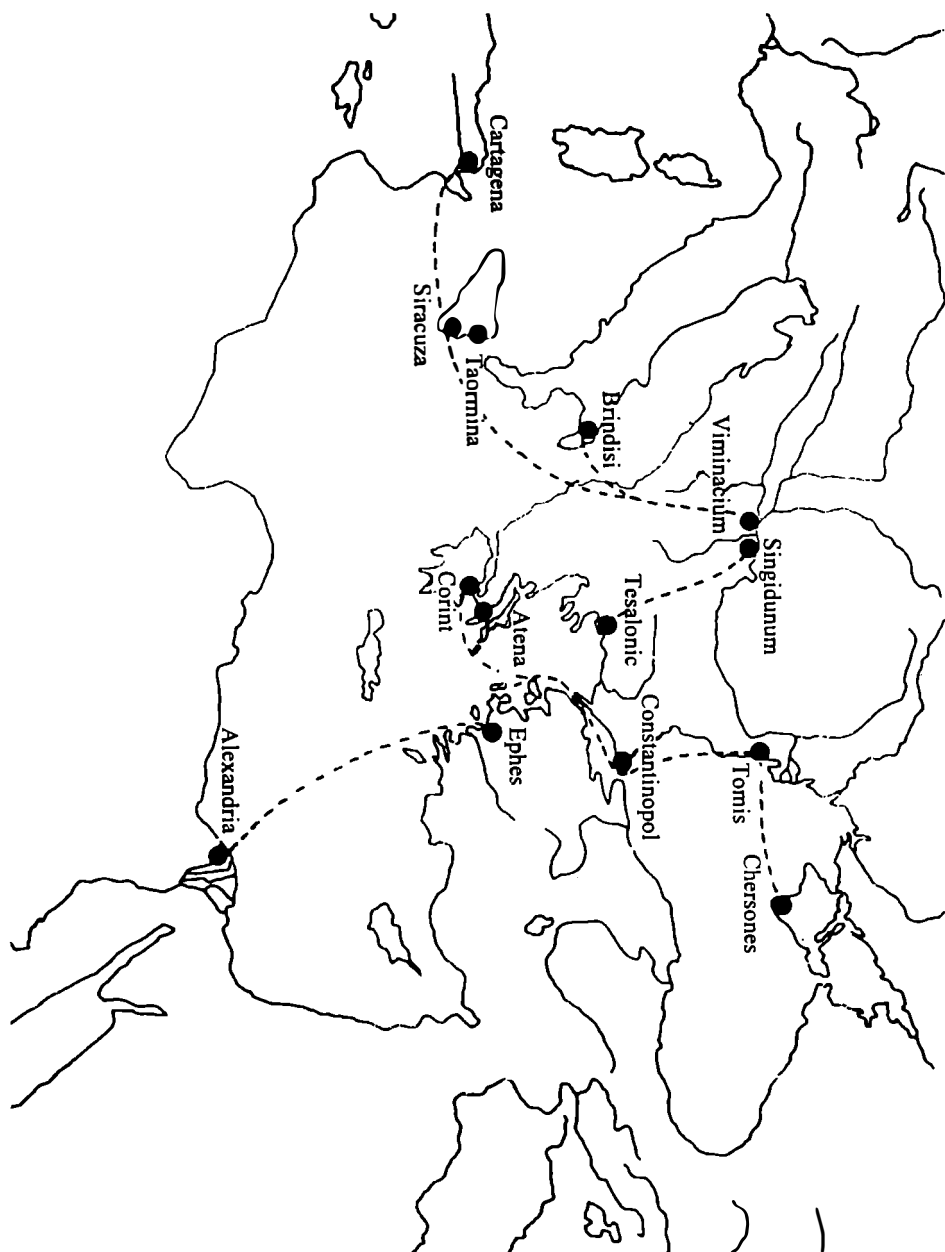 Cartagena
Siracuza
Taormina
Brindisi
Viminacium
Singidunum
Tesalonic
Corint
Atena
Ephes
Constantinopol
Tomis
Chersones
Alexandria